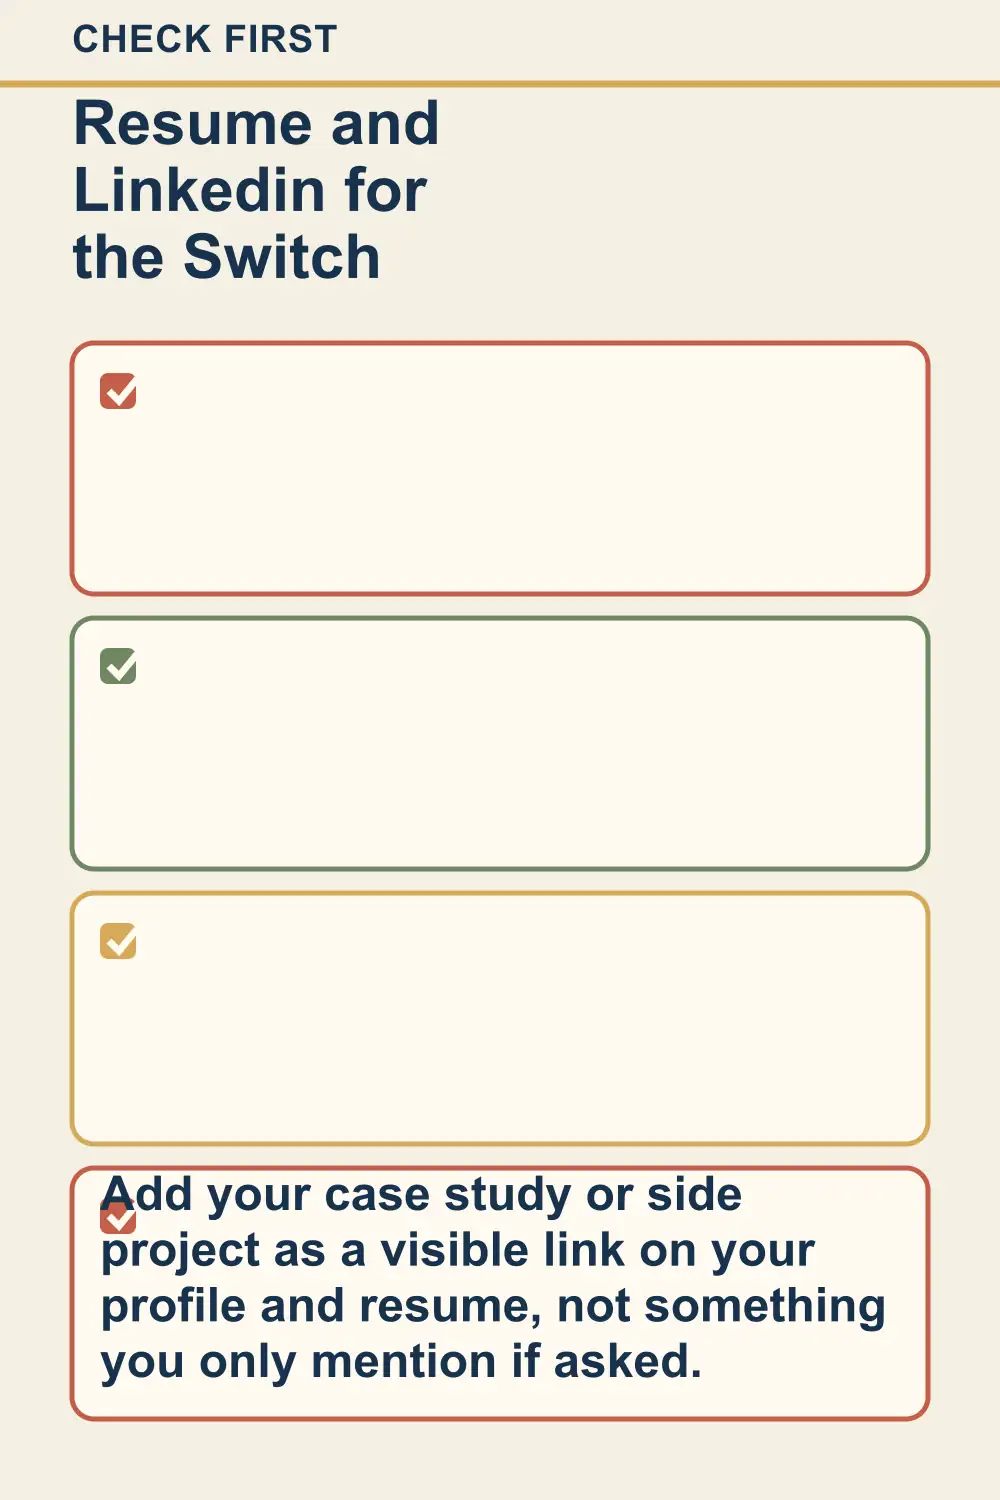 CHECK FIRST
Resume and
Linkedin for
the Switch
Add your case study or side
project as a visible link on your
profile and resume, not something
you only mention if asked.